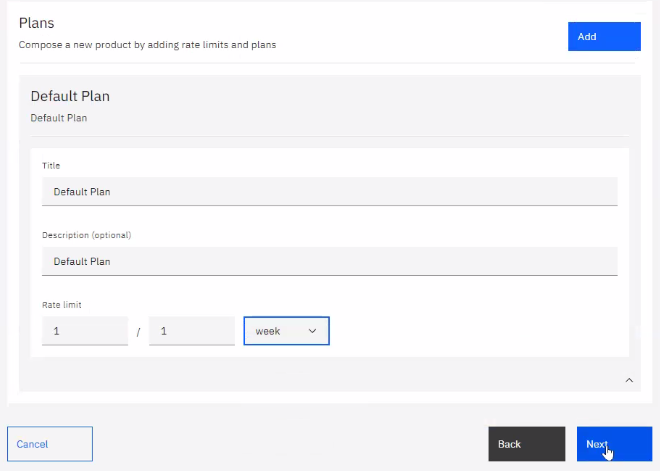 Plans
Compose a new product by adding rate limits and plans
Add
Default Plan
Default Plan
Title
Default Plan
Description (optional)
Default Plan
Rate limit
1 / 1 week
Cancel
Back
Next